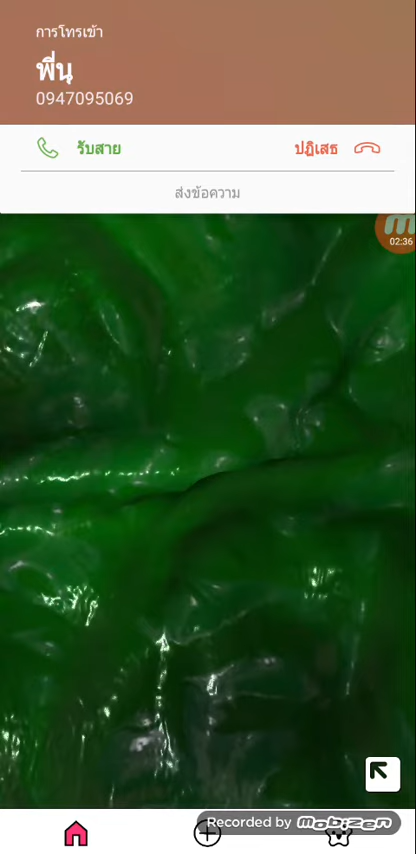 การโทรเข้า
พี่นุ
0947095069
รับสาย
ปฏิเสธ
ส่งข้อความ
02:36
Recorded by mobizen